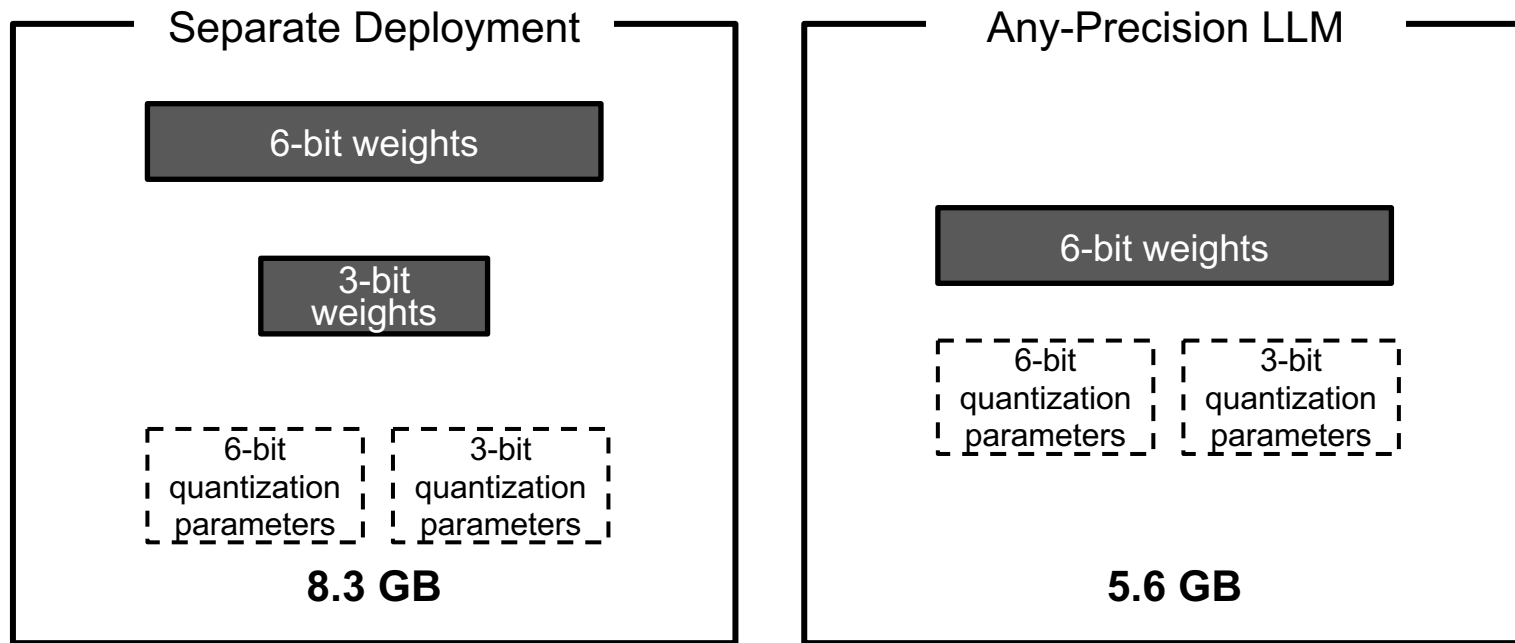 Separate Deployment
6-bit weights
3-bit
weights
6-bit
quantization
parameters
3-bit
quantization
parameters
8.3 GB
Any-Precision LLM
6-bit weights
6-bit
quantization
parameters
3-bit
quantization
parameters
5.6 GB